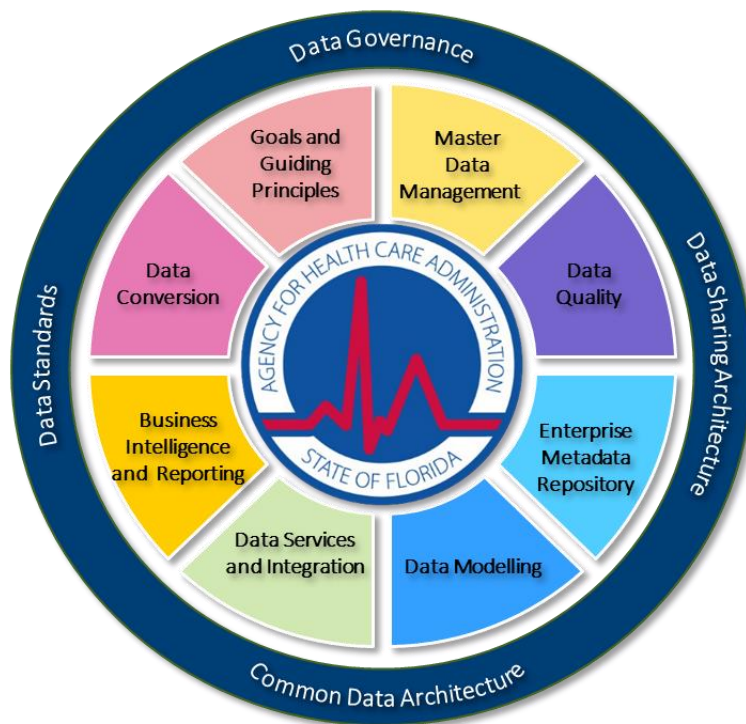 Data Governance
Goals and
Guiding
Principles
Master
Data
Management
Data
Conversion
AGENCY FOR HEALTH CARE ADMINISTRATION
Data
Quality
Data Standards
Data Sharing Architecture
Business
Intelligence
and Reporting
STATE OF FLORIDA
Enterprise
Metadata
Repository
Data Services
and Integration
Data Modelling
Common Data Architecture